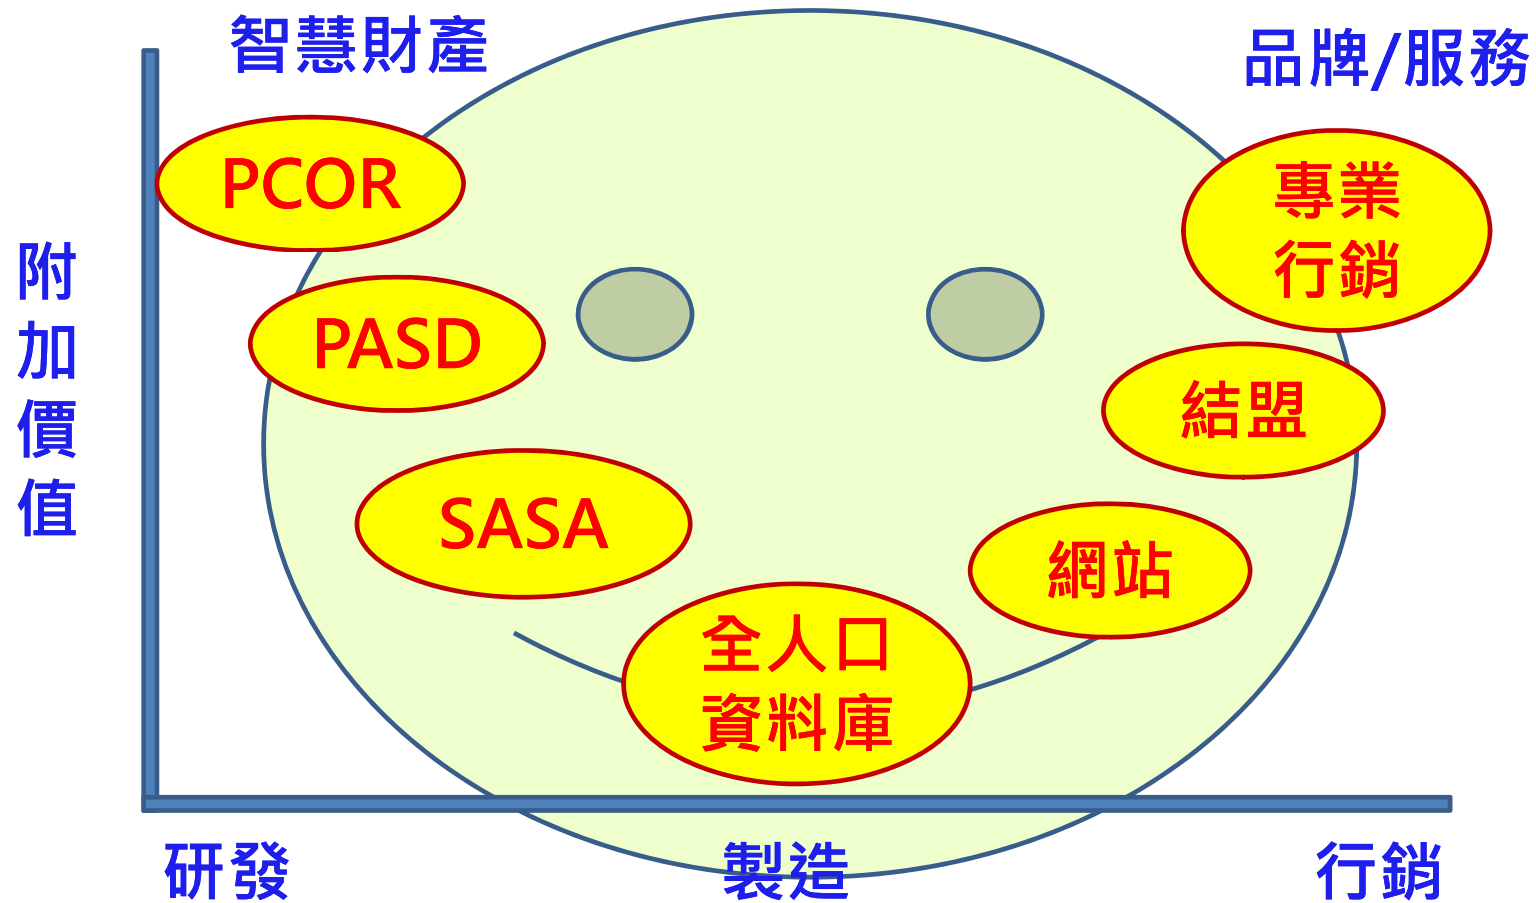 智慧財產
品牌/服務
PCOR
專業
行銷
附
加
價
值
PASD
結盟
SASA
網站
全人口
資料庫
研發
製造
行銷